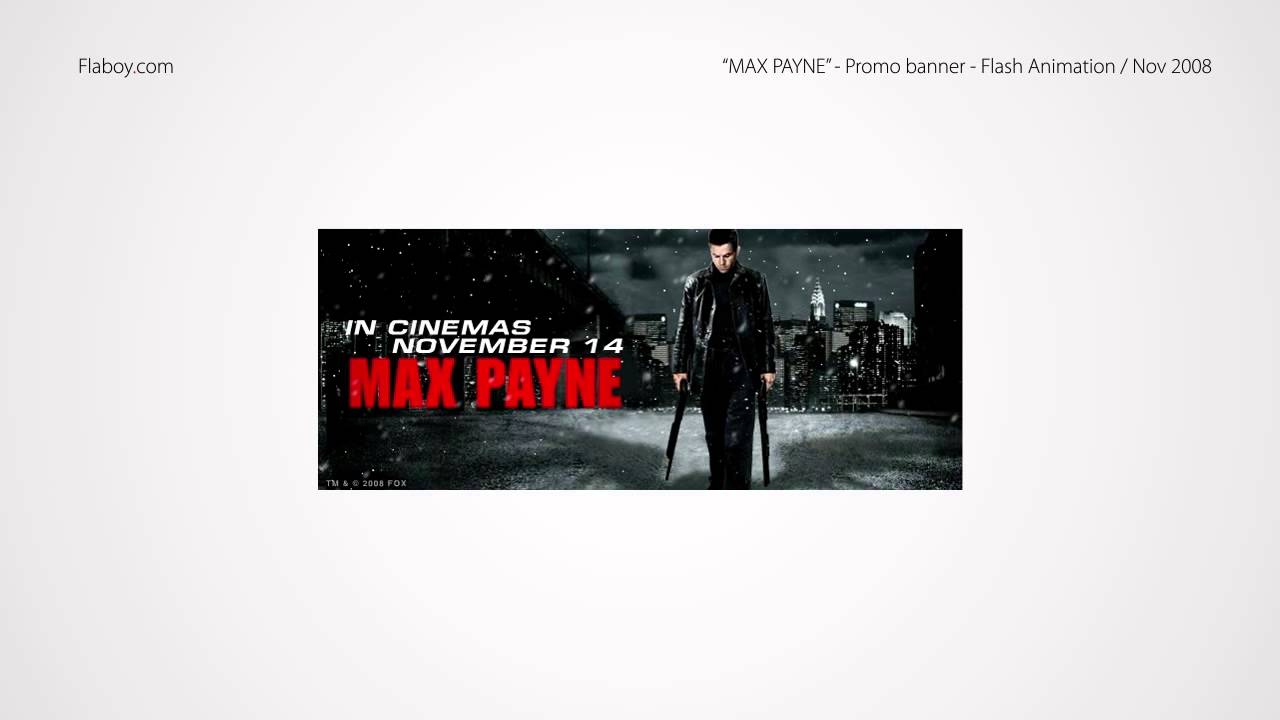 Flaboy.com
“MAX PAYNE” - Promo banner - Flash Animation / Nov 2008
IN CINEMAS
NOVEMBER 14
MAX PAYNE
TM & © 2008 FOX